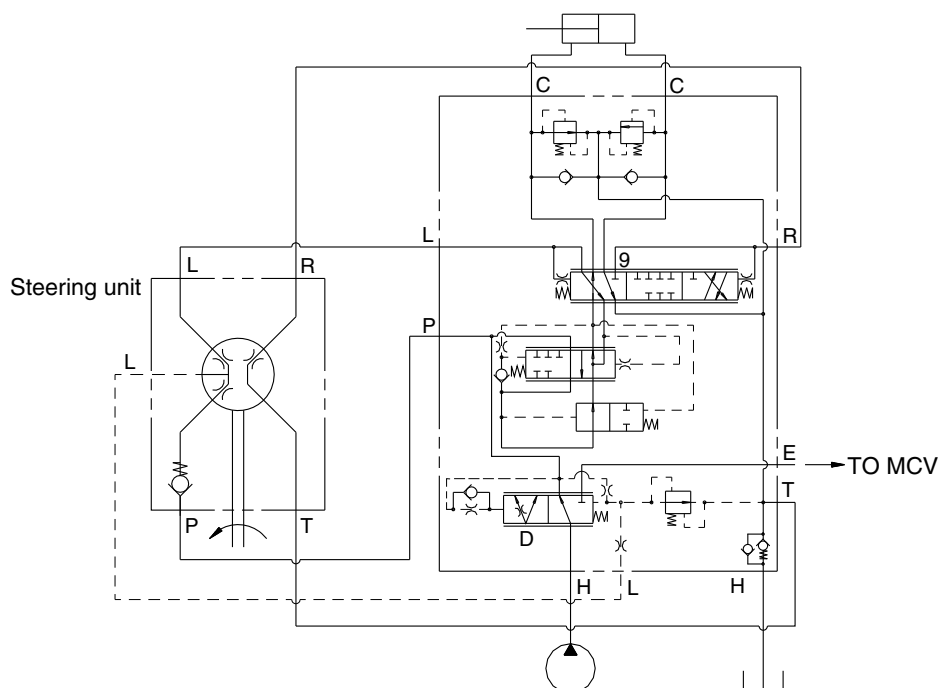 C C
L R
9
L R
Steering unit
P
L
E
TO MCV
T
P T
D
H L H